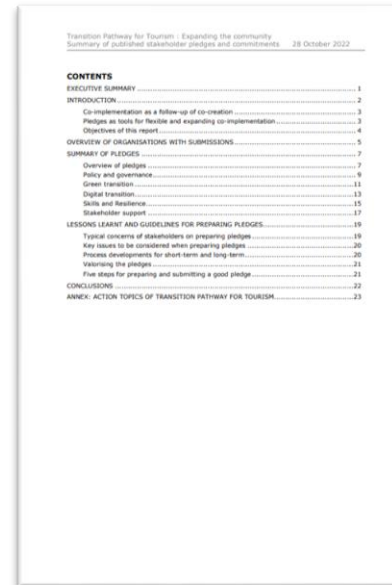 Transition Pathway for Tourism : Expanding the community
Summary of published stakeholder pledges and commitments 28 October 2022
CONTENTS
EXECUTIVE SUMMARY ... 1
INTRODUCTION ... 2
Co-implementation as a follow-up of co-creation ... 3
Pledges as tools for flexible and expanding co-implementation ... 3
Objectives of this report ... 4
OVERVIEW OF ORGANISATIONS WITH SUBMISSIONS ... 5
SUMMARY OF PLEDGES ... 7
Overview of pledges ... 7
Policy and governance ... 9
Green transition ... 11
Digital transition ... 13
Skills and Resilience ... 15
Stakeholder support ... 17
LESSONS LEARNT AND GUIDELINES FOR PREPARING PLEDGES ... 19
Typical concerns of stakeholders on preparing pledges ... 19
Key issues to be considered when preparing pledges ... 20
Process developments for short-term and long-term ... 20
Valorising the pledges ... 21
Five steps for preparing and submitting a good pledge ... 21
CONCLUSIONS ... 22
ANNEX: ACTION TOPICS OF TRANSITION PATHWAY FOR TOURISM ... 23